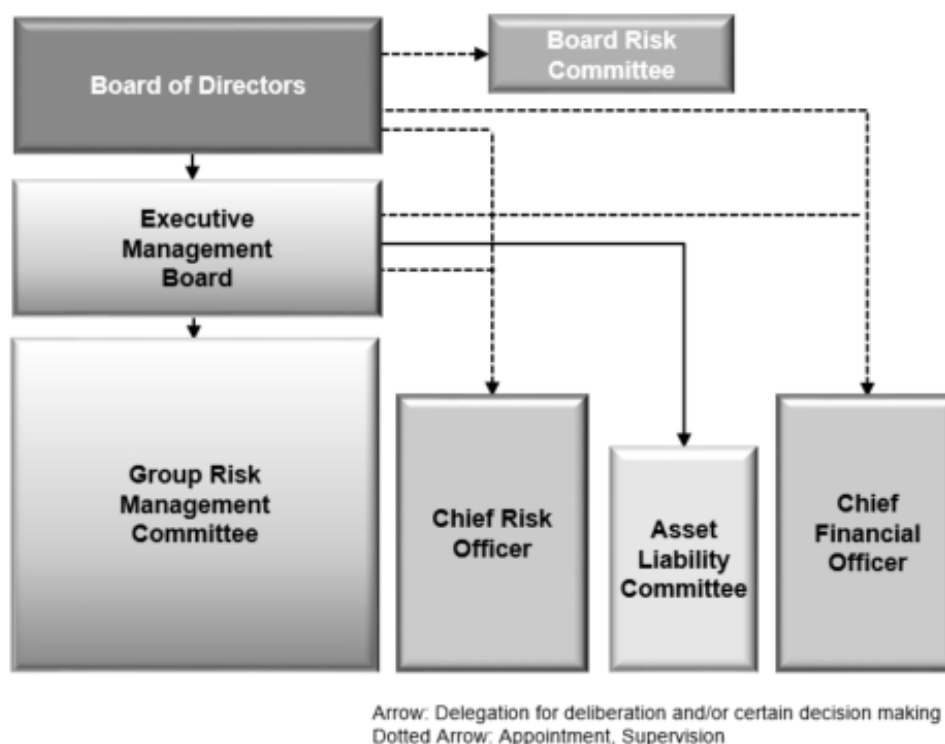 Board of Directors
Board Risk
Committee
Executive
Management
Board
Group Risk
Management
Committee
Chief Risk
Officer
Asset
Liability
Committee
Chief
Financial
Officer
Arrow: Delegation for deliberation and/or certain decision making
Dotted Arrow: Appointment, Supervision